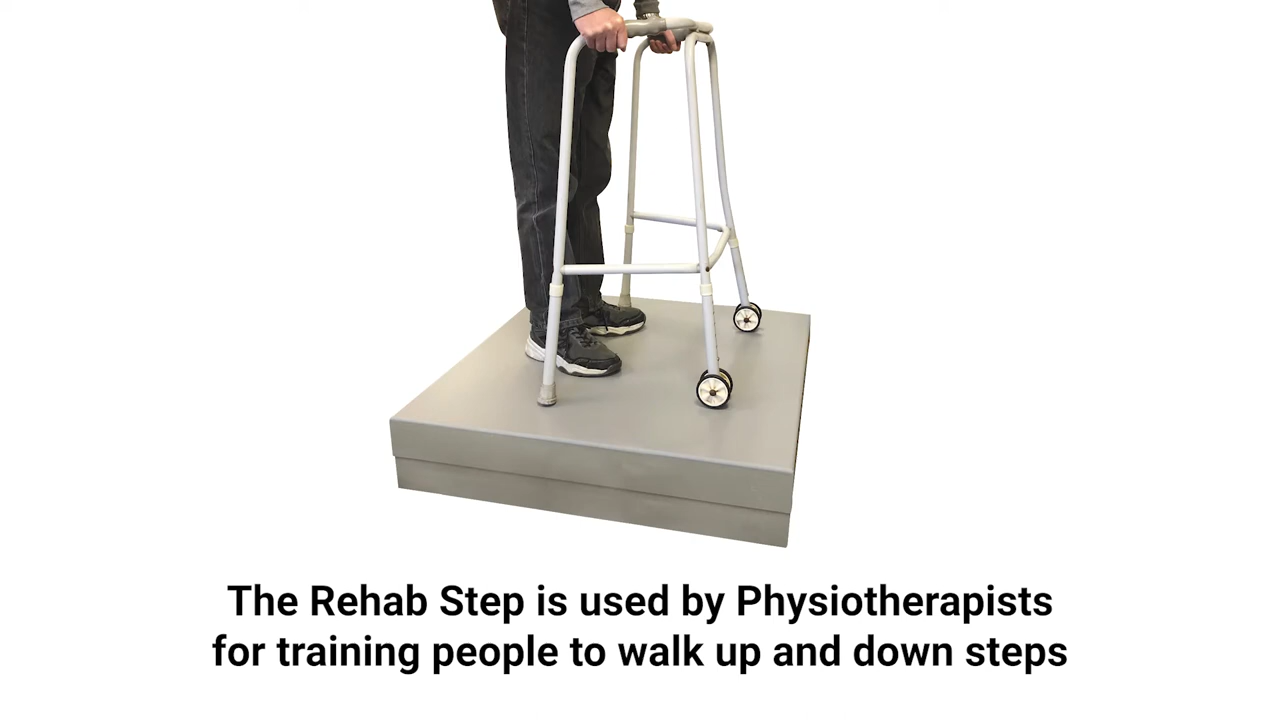 The Rehab Step is used by Physiotherapists
for training people to walk up and down steps